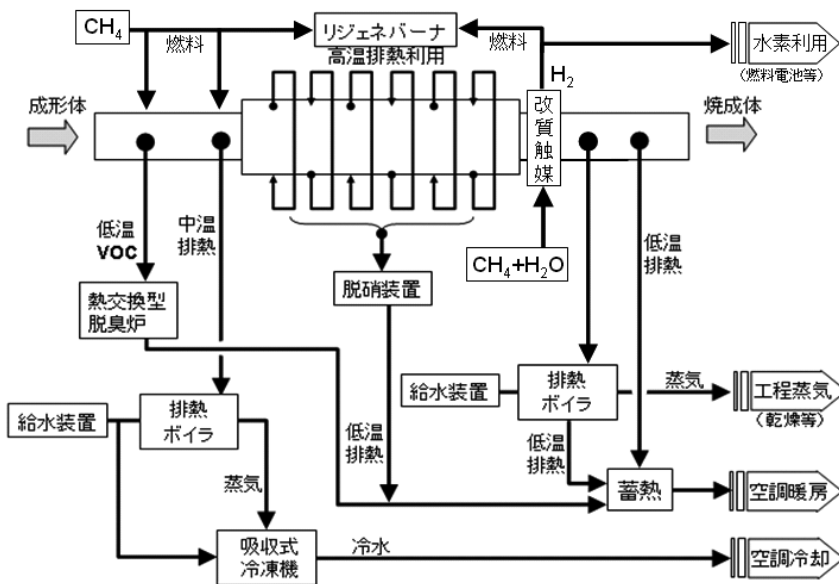 CH₄
燃料
リジェネバーナ
高温排熱利用
燃料
水素利用
(燃料電池等)
H₂
成形体
改質触媒
焼成体
低温
VOC
中温
排熱
CH₄+H₂O
低温
排熱
熱交換型
脱臭炉
脱硝装置
給水装置
排熱
ボイラ
蒸気
工程蒸気
(乾燥等)
給水装置
排熱
ボイラ
低温
排熱
低温
排熱
蒸気
蓄熱
空調暖房
吸収式
冷凍機
冷水
空調冷却